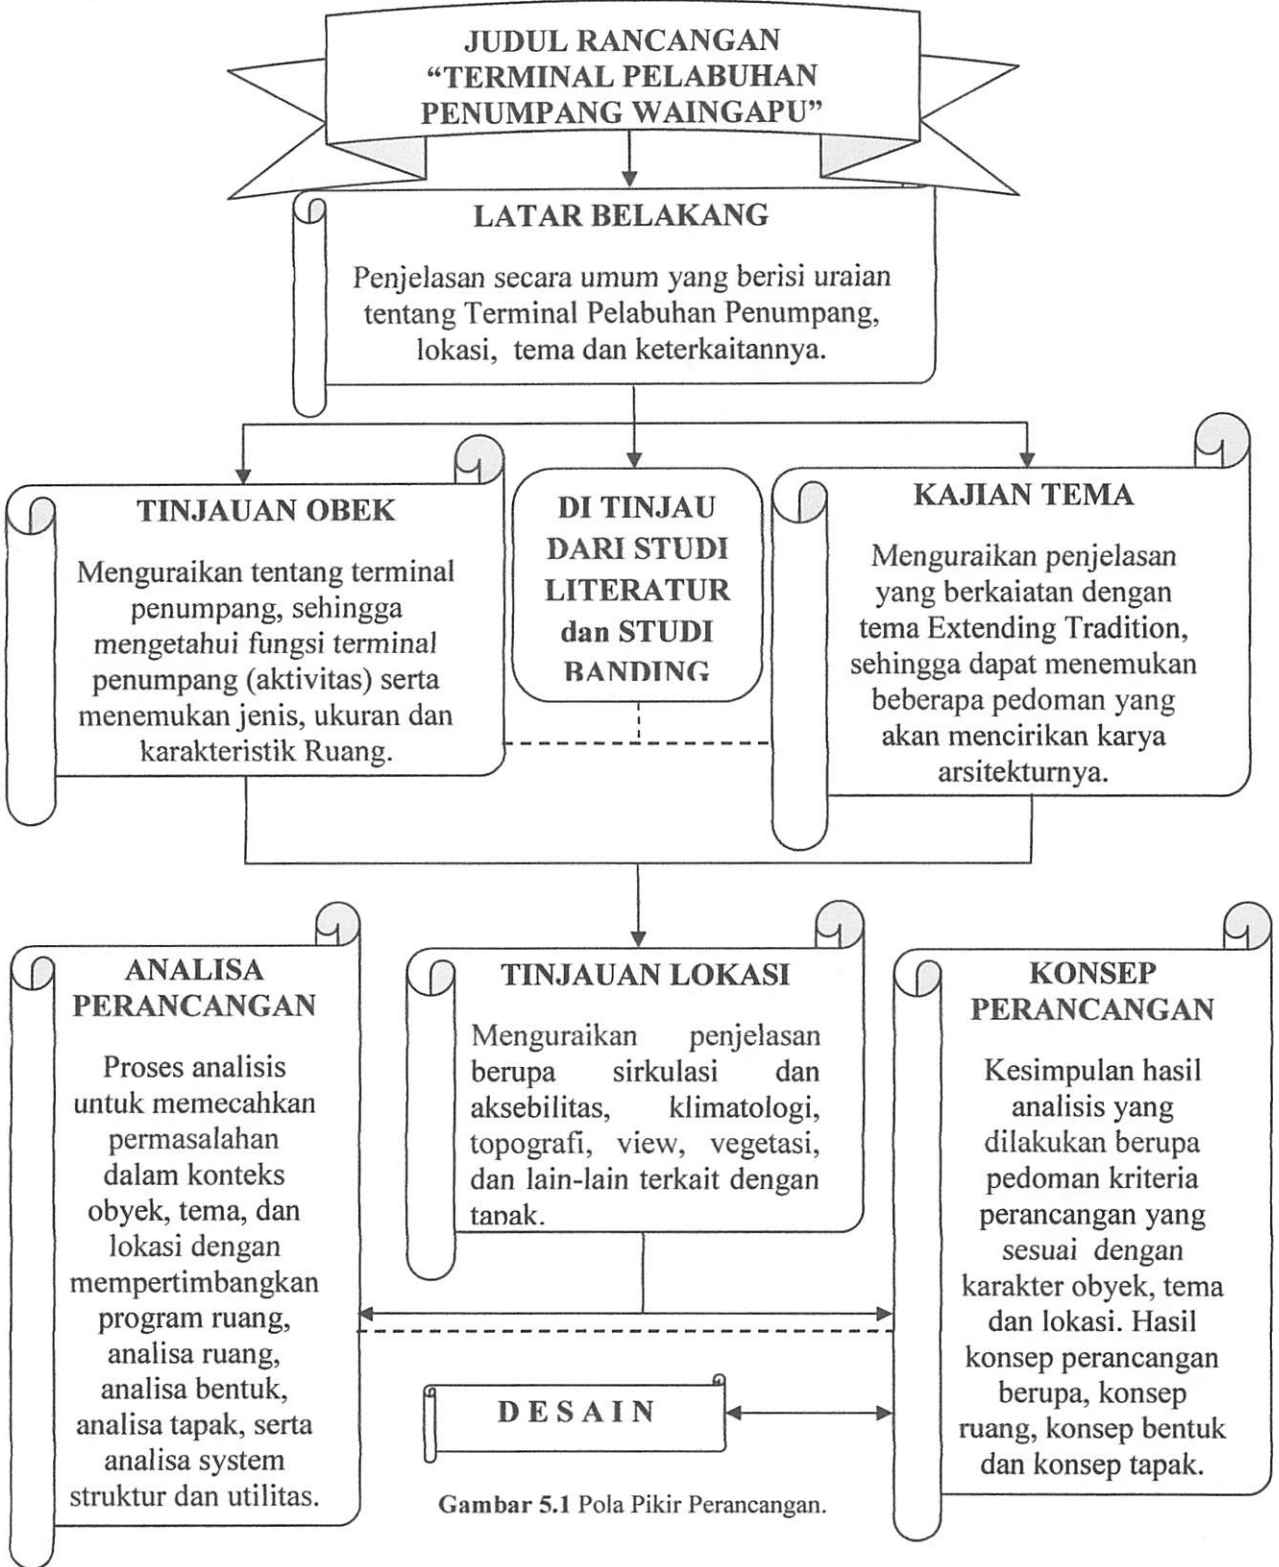 JUDUL RANCANGAN
“TERMINAL PELABUHAN
PENUMPANG WAINGAPU”
LATAR BELAKANG
Penjelasan secara umum yang berisi uraian
tentang Terminal Pelabuhan Penumpang,
lokasi, tema dan keterkaitannya.
TINJAUAN OBEK
Menguraikan tentang terminal
penumpang, sehingga
mengetahui fungsi terminal
penumpang (aktivitas) serta
menemukan jenis, ukuran dan
karakteristik Ruang.
DI TINJAU
DARI STUDI
LITERATUR
dan STUDI
BANDING
KAJIAN TEMA
Menguraikan penjelasan
yang berkaiatan dengan
tema Extending Tradition,
sehingga dapat menemukan
beberapa pedoman yang
akan mencirikan karya
arsitekturnya.
ANALISA
PERANCANGAN
Proses analisis
untuk memecahkan
permasalahan
dalam konteks
obyek, tema, dan
lokasi dengan
mempertimbangkan
program ruang,
analisa ruang,
analisa bentuk,
analisa tapak, serta
analisa system
struktur dan utilitas.
TINJAUAN LOKASI
Menguraikan penjelasan
berupa sirkulasi dan
aksebilitas, klimatologi,
topografi, view, vegetasi,
dan lain-lain terkait dengan
tapak.
KONSEP
PERANCANGAN
Kesimpulan hasil
analisis yang
dilakukan berupa
pedoman kriteria
perancangan yang
sesuai dengan
karakter obyek, tema
dan lokasi. Hasil
konsep perancangan
berupa, konsep
ruang, konsep bentuk
dan konsep tapak.
D E S A I N
Gambar 5.1 Pola Pikir Perancangan.